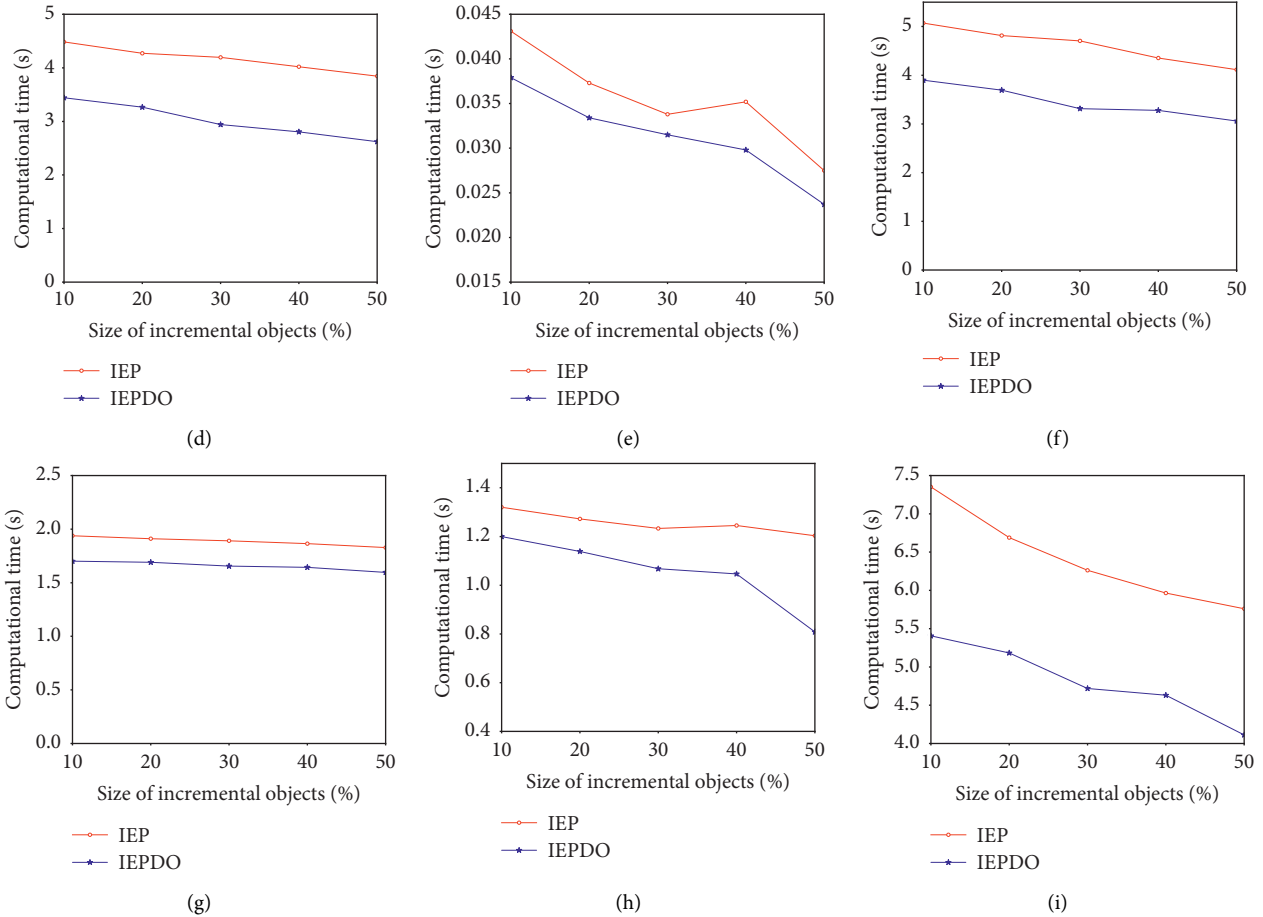 Computational time (s)
5
4
3
2
1
0
10 20 30 40 50
Size of incremental objects (%)
IEP
IEPDO
(d)
Computational time (s)
0.045
0.040
0.035
0.030
0.025
0.020
0.015
10 20 30 40 50
Size of incremental objects (%)
IEP
IEPDO
(e)
Computational time (s)
5
4
3
2
1
0
10 20 30 40 50
Size of incremental objects (%)
IEP
IEPDO
(f)
Computational time (s)
2.5
2.0
1.5
1.0
0.5
0.0
10 20 30 40 50
Size of incremental objects (%)
IEP
IEPDO
(g)
Computational time (s)
1.4
1.2
1.0
0.8
0.6
0.4
10 20 30 40 50
Size of incremental objects (%)
IEP
IEPDO
(h)
Computational time (s)
7.5
7.0
6.5
6.0
5.5
5.0
4.5
4.0
10 20 30 40 50
Size of incremental objects (%)
IEP
IEPDO
(i)